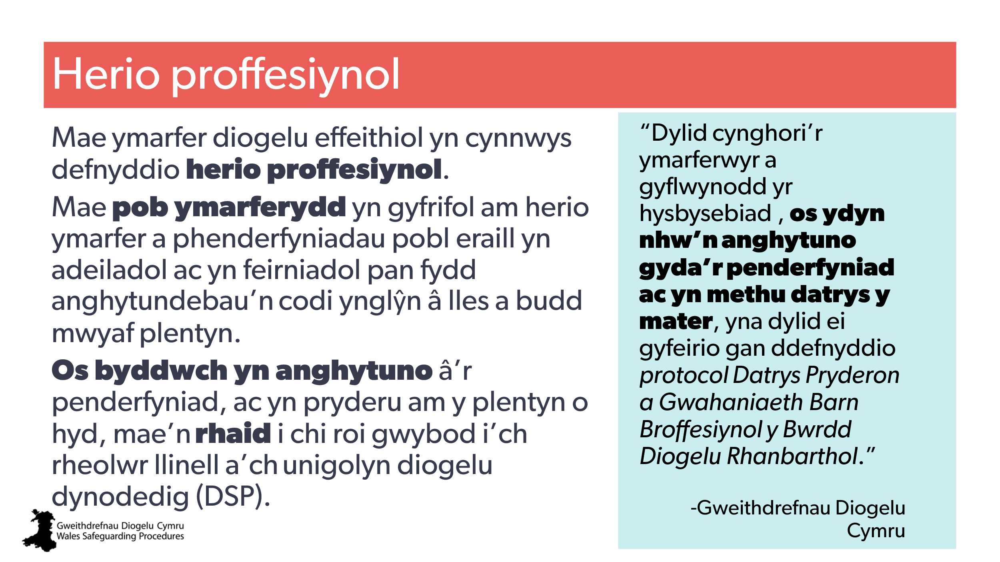 Herio proffesiynol
Mae ymarfer diogelu effeithiol yn cynnwys
defnyddio herio proffesiynol.
Mae pob ymarferydd yn gyfrifol am herio
ymarfer a phenderfyniadau pobl eraill yn
adeiladol ac yn feirniadol pan fydd
anghytundebau’n codi ynglŷn â lles a budd
mwyaf plentyn.
Os byddwch yn anghytuno â’r
penderfyniad, ac yn pryderu am y plentyn o
hyd, mae’n rhaid i chi roi gwybod i’ch
rheolwr llinell a’ch unigolyn diogelu
dynodedig (DSP).
“Dylid cynghori’r
ymarferwyr a
gyflwynodd yr
hysbysebiad , os ydyn
nhw’n anghytuno
gyda’r penderfyniad
ac yn methu datrys y
mater, yna dylid ei
gyfeirio gan ddefnyddio
protocol Datrys Pryderon
a Gwahaniaeth Barn
Broffesiynol y Bwrdd
Diogelu Rhanbarthol.”
-Gweithdrefnau Diogelu
Cymru
Gweithdrefnau Diogelu Cymru
Wales Safeguarding Procedures